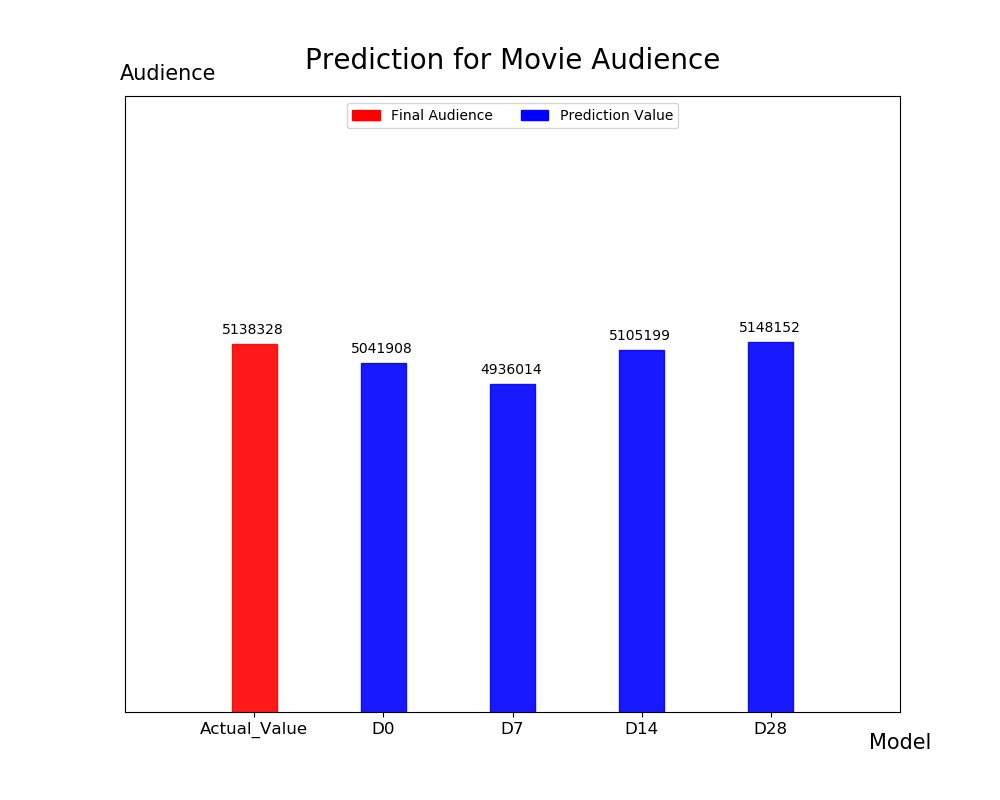 Prediction for Movie Audience
Audience
Final Audience
Prediction Value
5138328
5041908
4936014
5105199
5148152
Actual_Value
D0
D7
D14
D28
Model